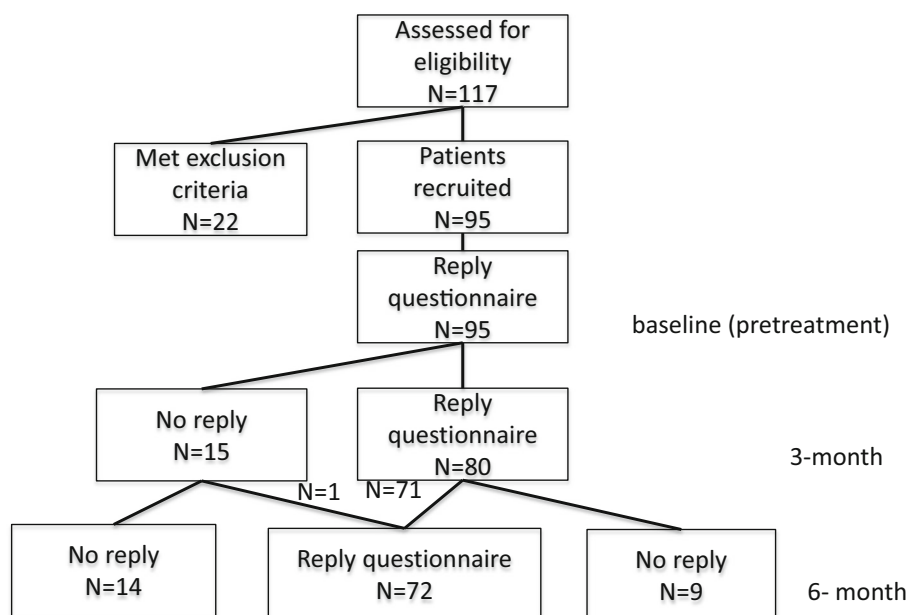 Assessed for
eligibility
N=117
Met exclusion
criteria
N=22
Patients
recruited
N=95
Reply
questionnaire
N=95
baseline (pretreatment)
No reply
N=15
Reply
questionnaire
N=80
3-month
N=1
N=71
No reply
N=14
Reply questionnaire
N=72
No reply
N=9
6- month